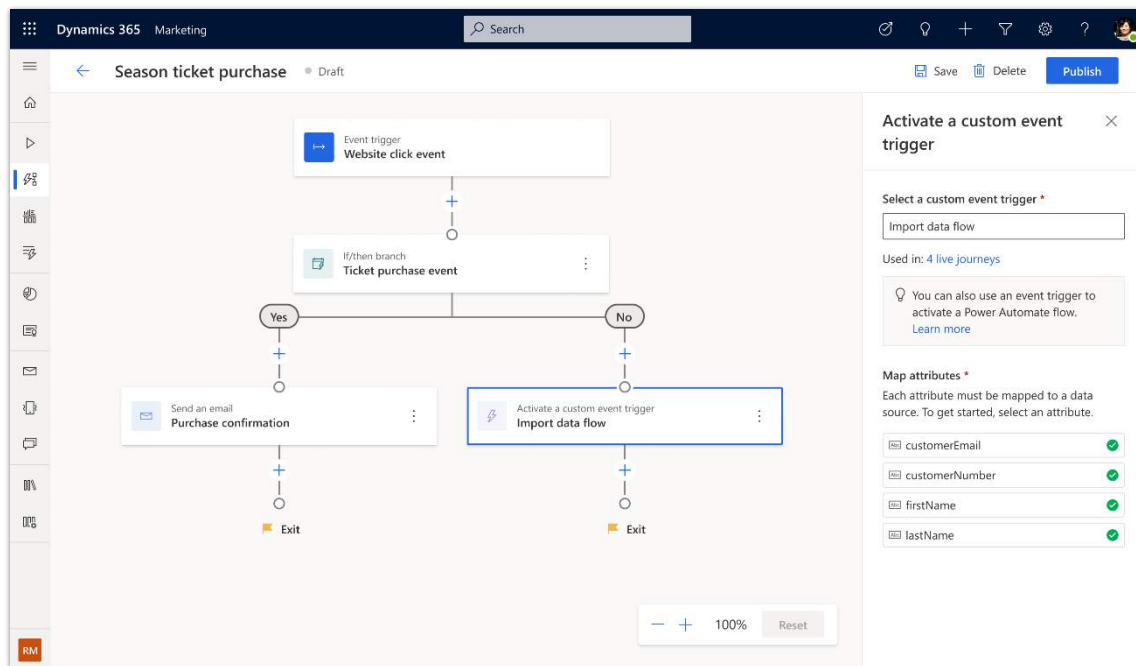 Dynamics 365 Marketing
Search
?
Season ticket purchase
Draft
Save
Delete
Publish
Event trigger
Website click event
If/then branch
Ticket purchase event
Yes
No
Send an email
Purchase confirmation
Activate a custom event trigger
Import data flow
Exit
Exit
100%
Reset
RM
Activate a custom event
trigger
Select a custom event trigger *
Import data flow
Used in: 4 live journeys
You can also use an event trigger to
activate a Power Automate flow.
Learn more
Map attributes *
Each attribute must be mapped to a data
source. To get started, select an attribute.
Abc customerEmail
Abc customerNumber
Abc firstName
Abc lastName